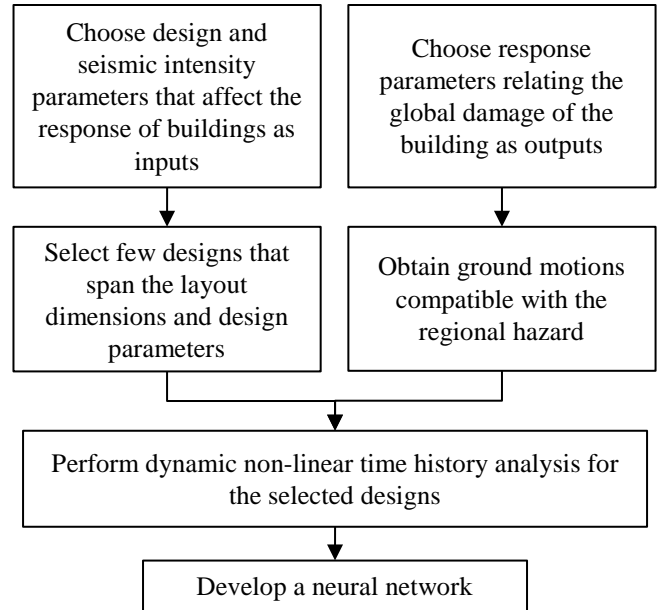 Choose design and
seismic intensity
parameters that affect the
response of buildings as
inputs
Choose response
parameters relating the
global damage of the
building as outputs
Select few designs that
span the layout
dimensions and design
parameters
Obtain ground motions
compatible with the
regional hazard
Perform dynamic non-linear time history analysis for
the selected designs
Develop a neural network